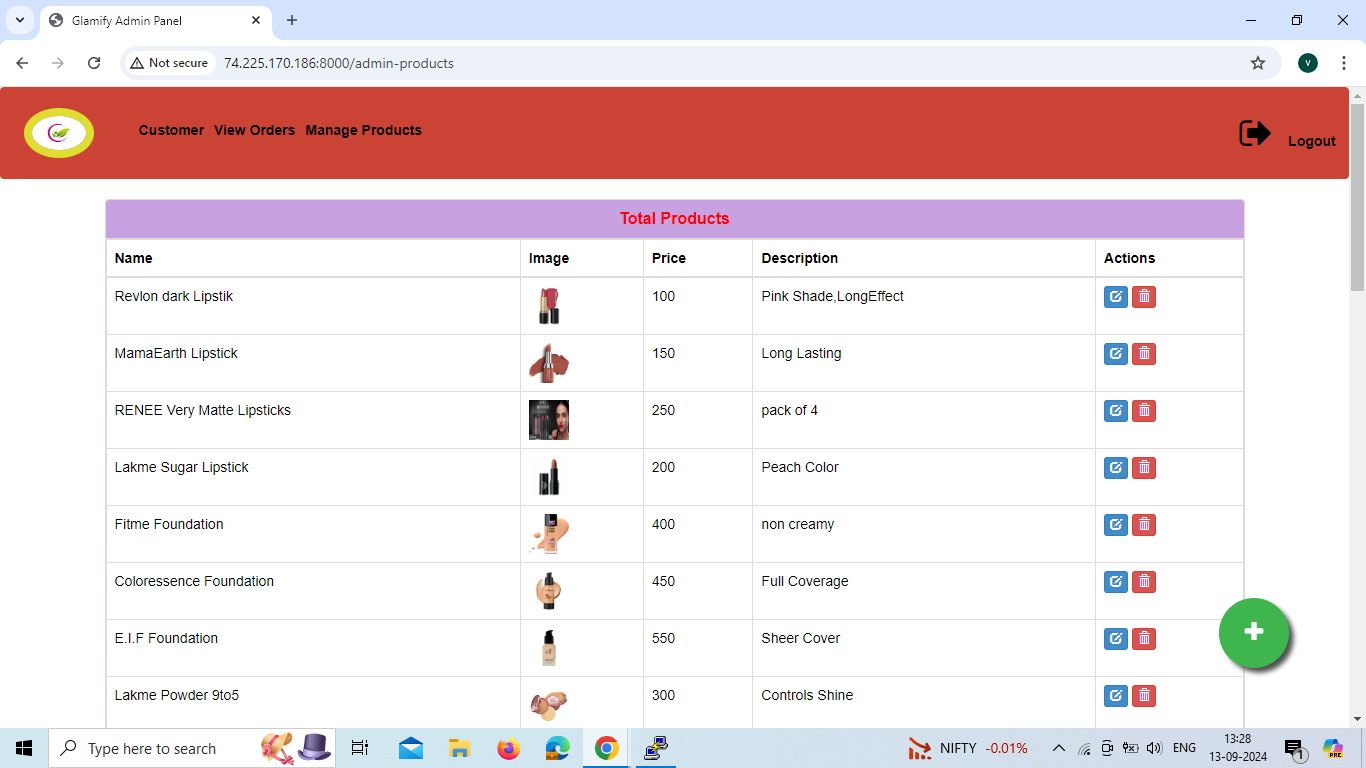 Glamify Admin Panel
Not secure 74.225.170.186:8000/admin-products
V
Customer View Orders Manage Products Logout
Total Products
Name Image Price Description Actions
Revlon dark Lipstik 100 Pink Shade,LongEffect
MamaEarth Lipstick 150 Long Lasting
RENEE Very Matte Lipsticks 250 pack of 4
Lakme Sugar Lipstick 200 Peach Color
Fitme Foundation 400 non creamy
Coloressence Foundation 450 Full Coverage
E.I.F Foundation 550 Sheer Cover
Lakme Powder 9to5 300 Controls Shine
Type here to search
NIFTY -0.01%
ENG
13:28
13-09-2024
1
PRE